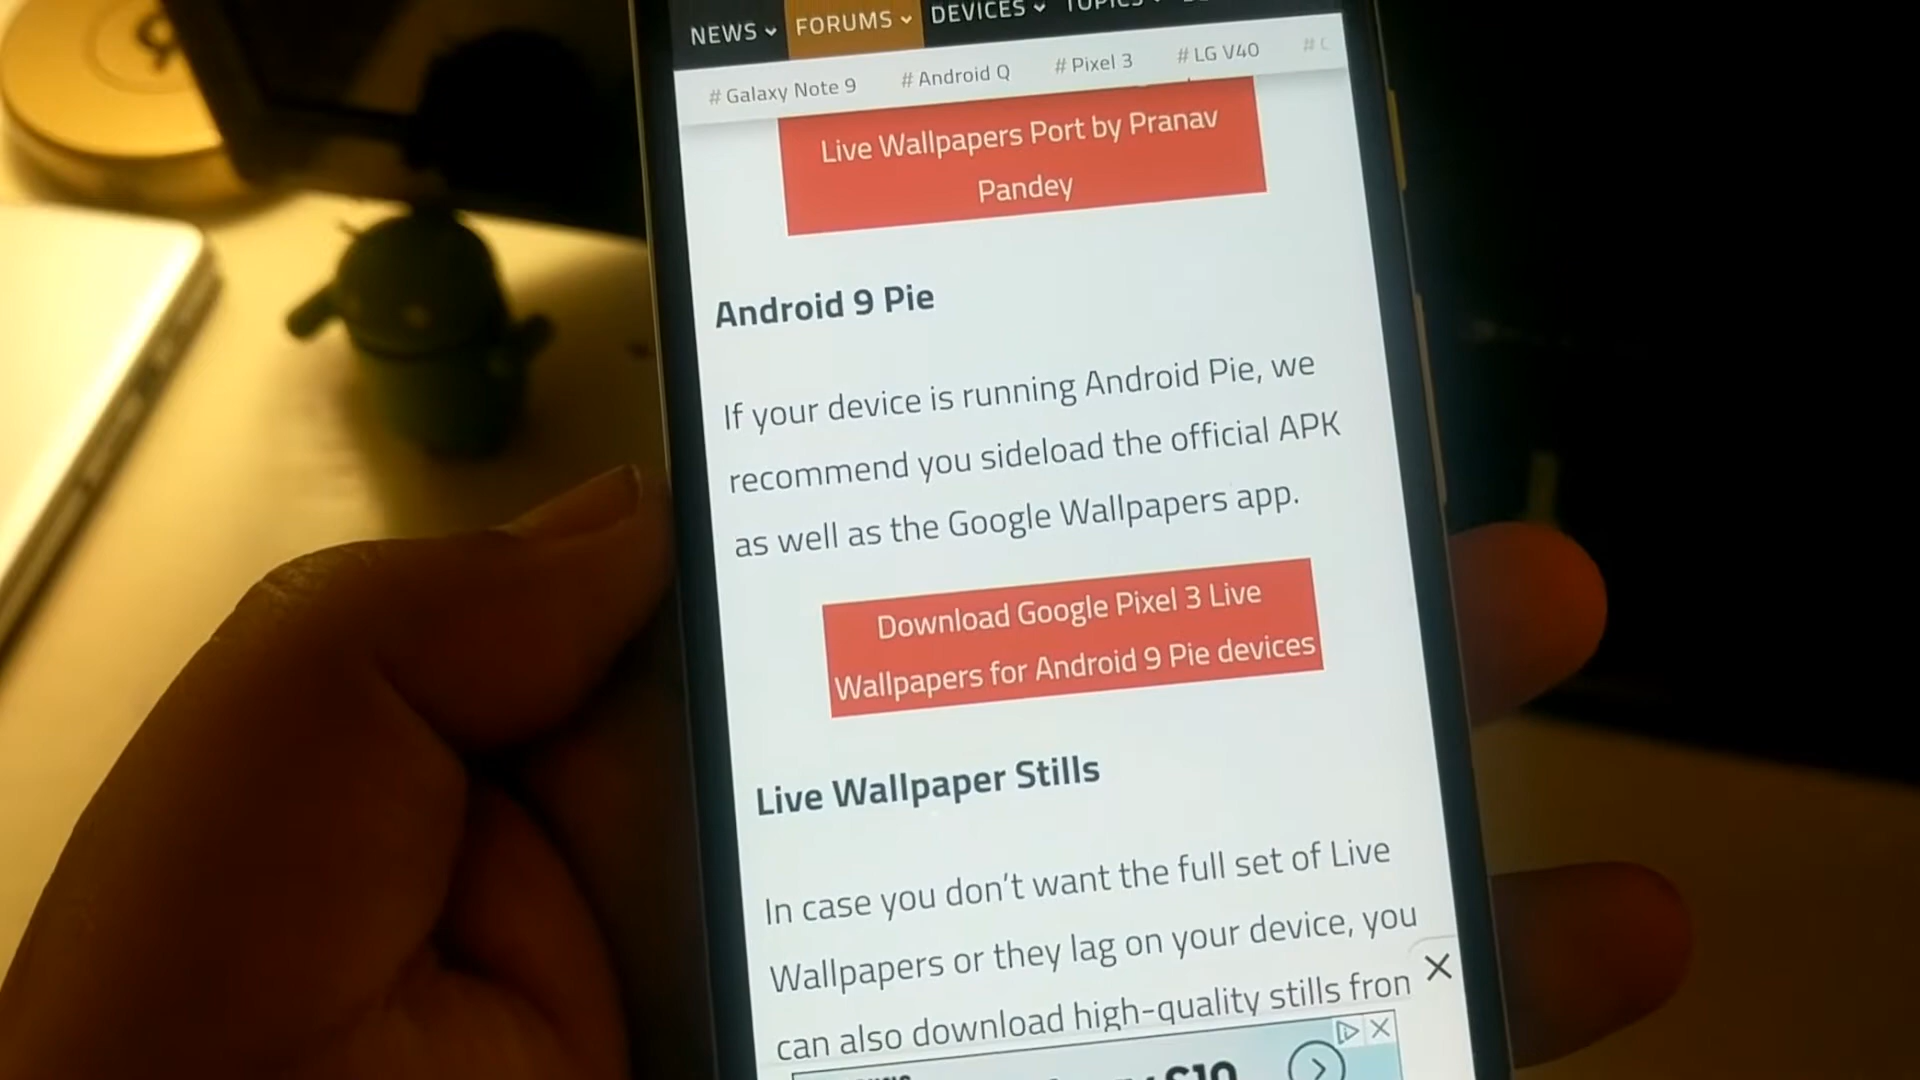 NEWS FORUMS DEVICES TOPICS
# Galaxy Note 9 # Android Q # Pixel 3 # LG V40 #
Live Wallpapers Port by Pranav
Pandey
Android 9 Pie
If your device is running Android Pie, we
recommend you sideload the official APK
as well as the Google Wallpapers app.
Download Google Pixel 3 Live
Wallpapers for Android 9 Pie devices
Live Wallpaper Stills
In case you don't want the full set of Live
Wallpapers or they lag on your device, you
can also download high-quality stills fron